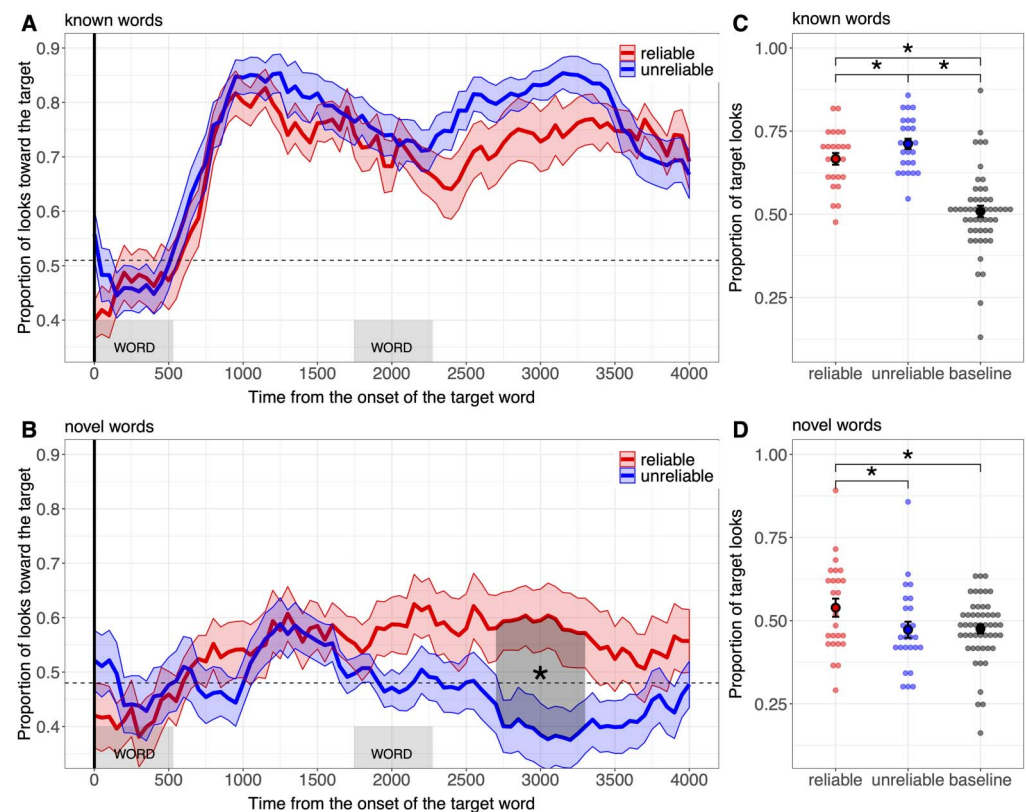 A known words
Proportion of looks toward the target
0.9
0.8
0.7
0.6
0.5
0.4
reliable
unreliable
WORD WORD
0 500 1000 1500 2000 2500 3000 3500 4000
Time from the onset of the target word
C known words
Proportion of target looks
1.00
0.75
0.50
0.25
*
* *
reliable unreliable baseline
B novel words
Proportion of looks toward the target
0.9
0.8
0.7
0.6
0.5
0.4
reliable
unreliable
*
WORD WORD
0 500 1000 1500 2000 2500 3000 3500 4000
Time from the onset of the target word
D novel words
Proportion of target looks
1.00
0.75
0.50
0.25
*
*
reliable unreliable baseline